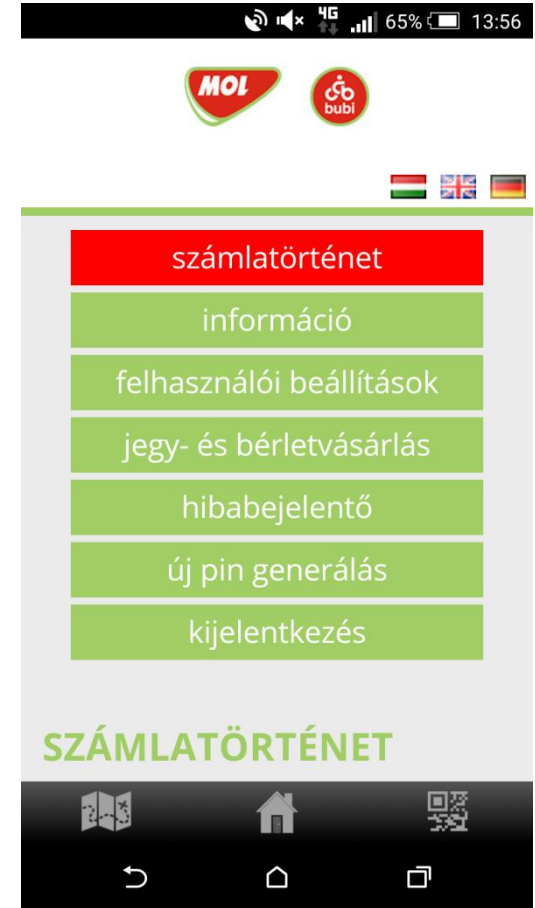 4G 65% 13:56
MOL bubi
számlatörténet
információ
felhasználói beállítások
jegy- és bérletvásárlás
hibabejelentő
új pin generálás
kijelentkezés
SZÁMLATÖRTÉNET